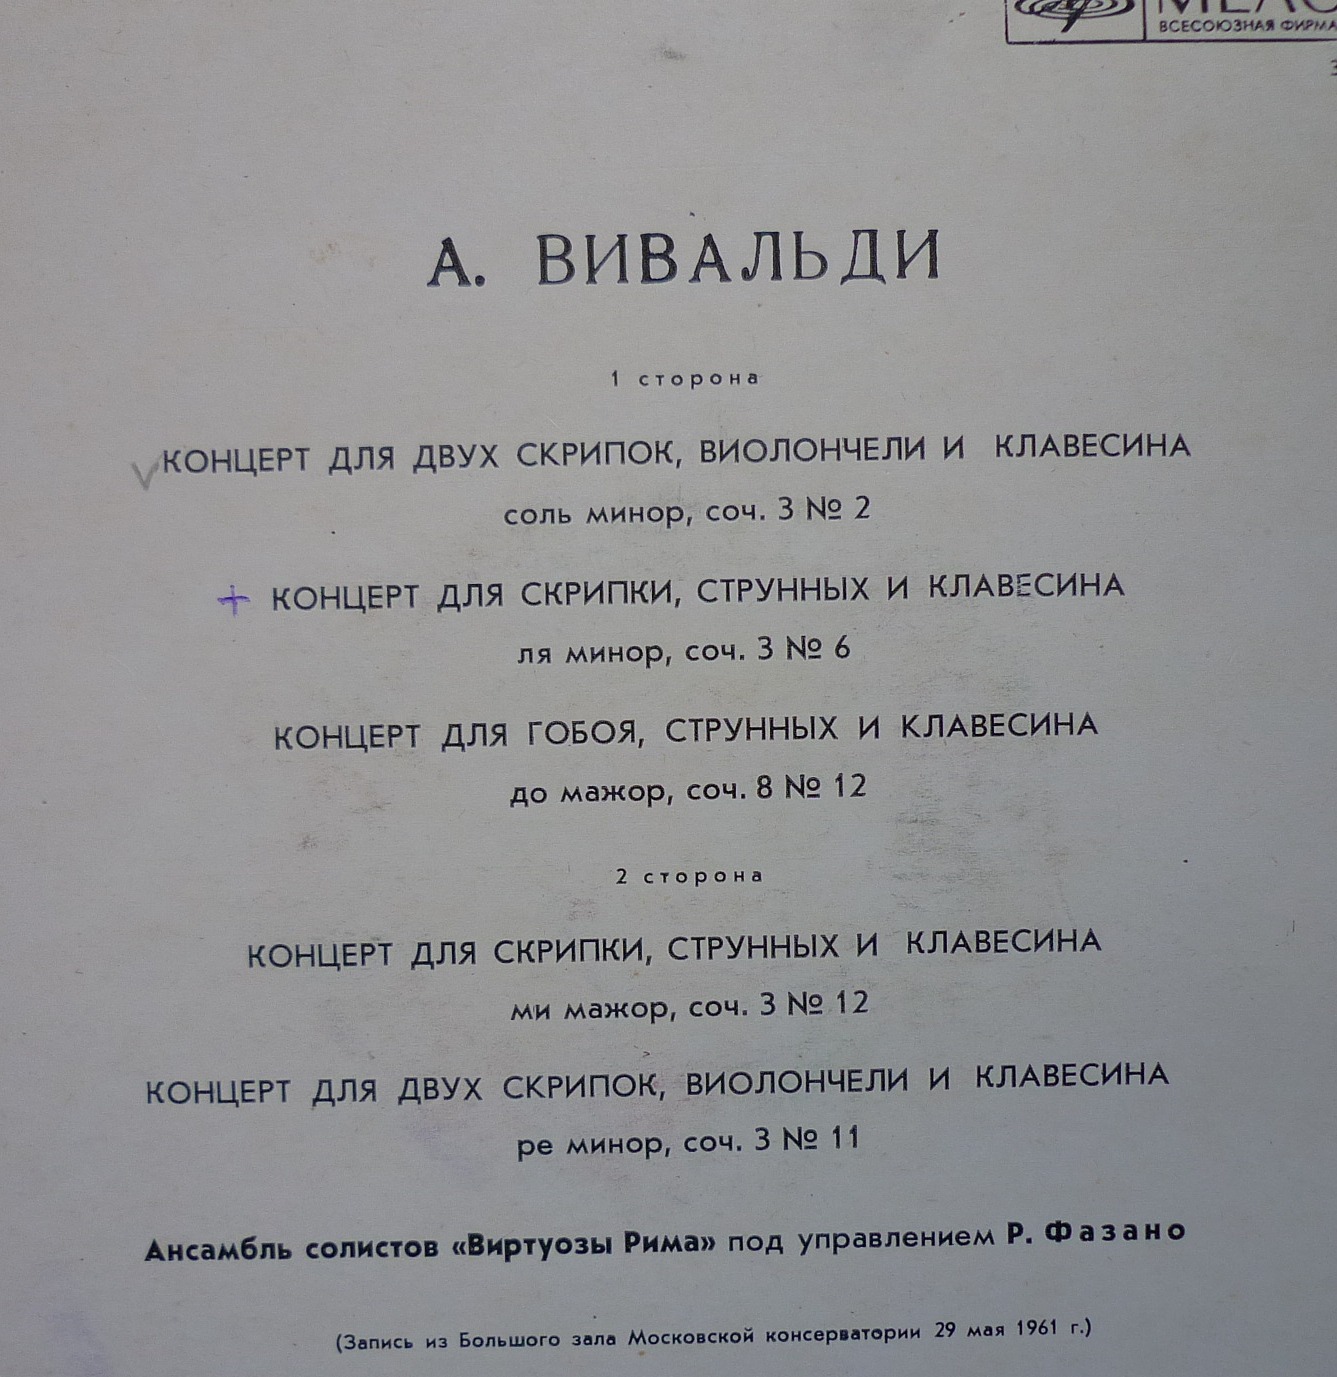 ВСЕСОЮЗНАЯ ФИРМА
А. ВИВАЛЬДИ
1 сторона
КОНЦЕРТ ДЛЯ ДВУХ СКРИПОК, ВИОЛОНЧЕЛИ И КЛАВЕСИНА
соль минор, соч. 3 № 2
+ КОНЦЕРТ ДЛЯ СКРИПКИ, СТРУННЫХ И КЛАВЕСИНА
ля минор, соч. 3 № 6
КОНЦЕРТ ДЛЯ ГОБОЯ, СТРУННЫХ И КЛАВЕСИНА
до мажор, соч. 8 № 12
2 сторона
КОНЦЕРТ ДЛЯ СКРИПКИ, СТРУННЫХ И КЛАВЕСИНА
ми мажор, соч. 3 № 12
КОНЦЕРТ ДЛЯ ДВУХ СКРИПОК, ВИОЛОНЧЕЛИ И КЛАВЕСИНА
ре минор, соч. 3 № 11
Ансамбль солистов «Виртуозы Рима» под управлением Р. Фазано
(Запись из Большого зала Московской консерватории 29 мая 1961 г.)